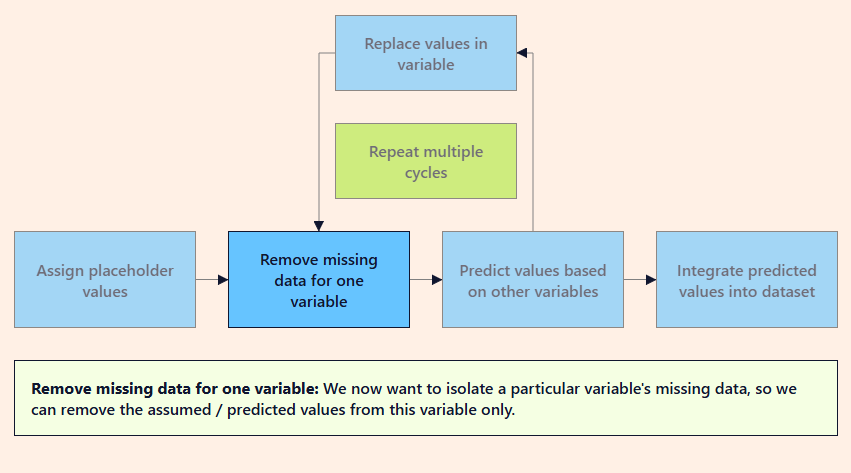 Replace values in
variable
Repeat multiple
cycles
Assign placeholder
values
Remove missing
data for one
variable
Predict values based
on other variables
Integrate predicted
values into dataset
Remove missing data for one variable: We now want to isolate a particular variable's missing data, so we
can remove the assumed / predicted values from this variable only.